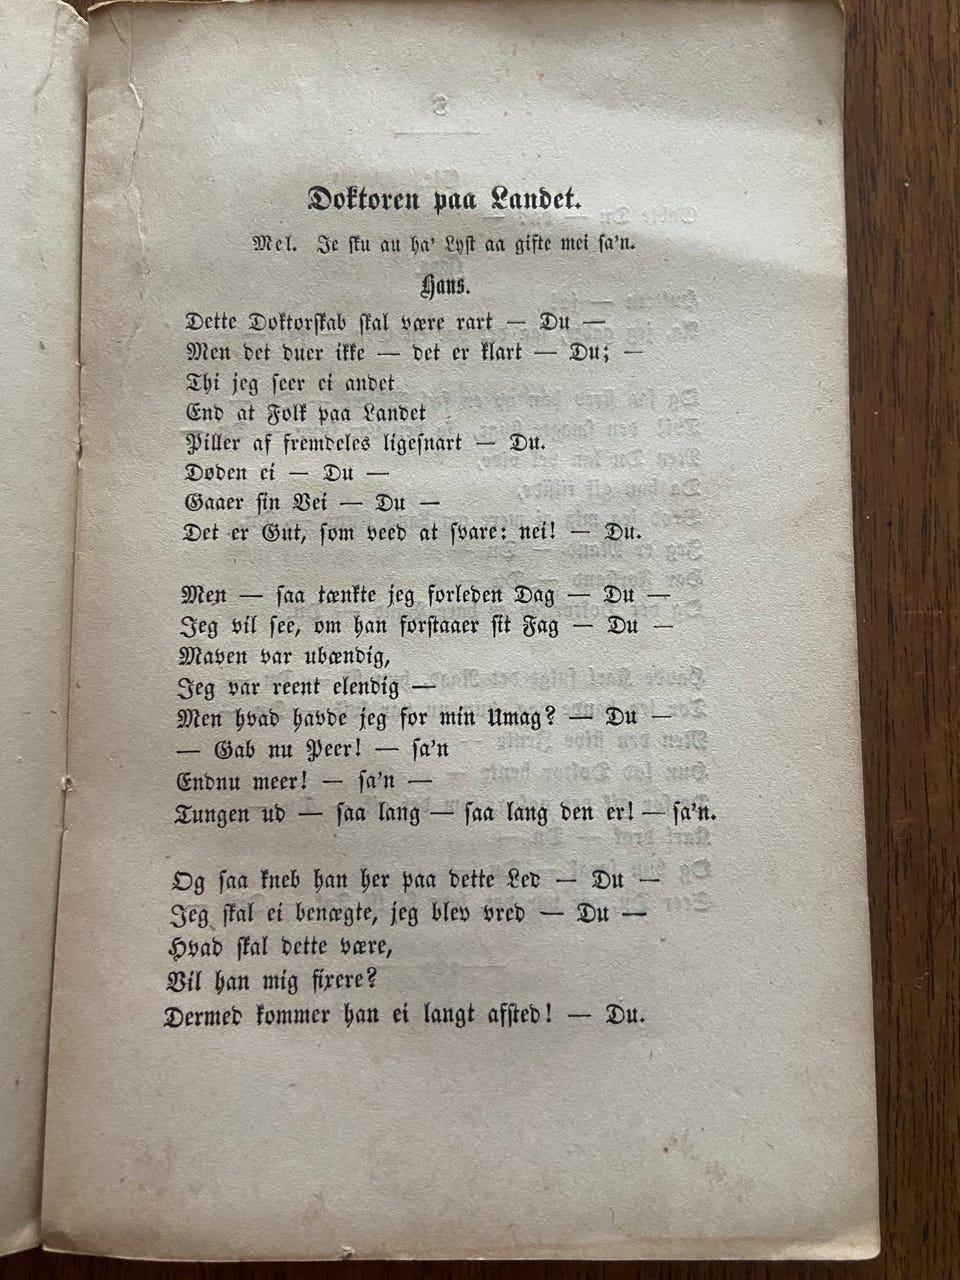 Doktoren paa Landet.
Mel. Je sku au ha' Lyst aa gifte mei sa'n.
Hans.
Dette Doktorskab skal være rart — Du —
Men det duer ikke — det er klart — Du; —
Thi jeg seer ei andet
End at Folk paa Landet
Piller af fremdeles ligesnart — Du.
Døden ei — Du —
Gaaer sin Vei — Du —
Det er Gut, som veed at svare: nei! — Du.
Men — saa tænkte jeg forleden Dag — Du —
Jeg vil see, om han forstaaer sit Fag — Du —
Maven var ubændig,
Jeg var reent elendig —
Men hvad havde jeg for min Umag? — Du —
— Gab nu Peer! — sa'n
Endnu meer! — sa'n —
Tungen ud — saa lang — saa lang den er! — sa'n.
Og saa kneb han her paa dette Led — Du —
Jeg skal ei benægte, jeg blev vred — Du —
Hvad skal dette være,
Vil han mig fixere?
Dermed kommer han ei langt afsted! — Du.